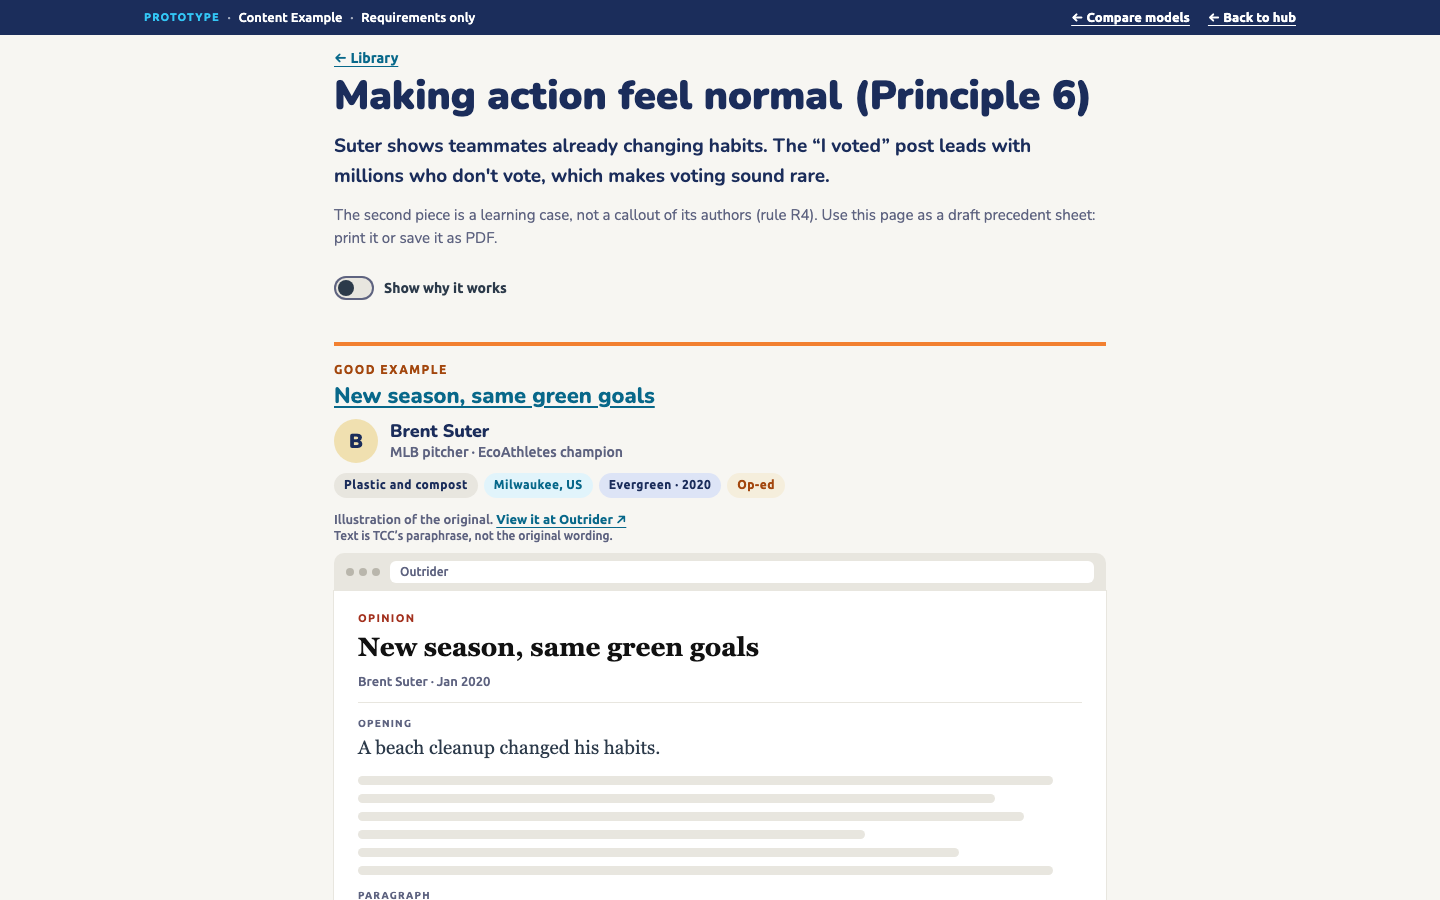 PROTOTYPE · Content Example · Requirements only
← Compare models ← Back to hub
← Library
Making action feel normal (Principle 6)
Suter shows teammates already changing habits. The “I voted” post leads with
millions who don't vote, which makes voting sound rare.
The second piece is a learning case, not a callout of its authors (rule R4). Use this page as a draft precedent sheet:
print it or save it as PDF.
Show why it works
GOOD EXAMPLE
New season, same green goals
B
Brent Suter
MLB pitcher · EcoAthletes champion
Plastic and compost Milwaukee, US Evergreen · 2020 Op-ed
Illustration of the original. View it at Outrider ↗
Text is TCC’s paraphrase, not the original wording.
Outrider
OPINION
New season, same green goals
Brent Suter · Jan 2020
OPENING
A beach cleanup changed his habits.
PARAGRAPH